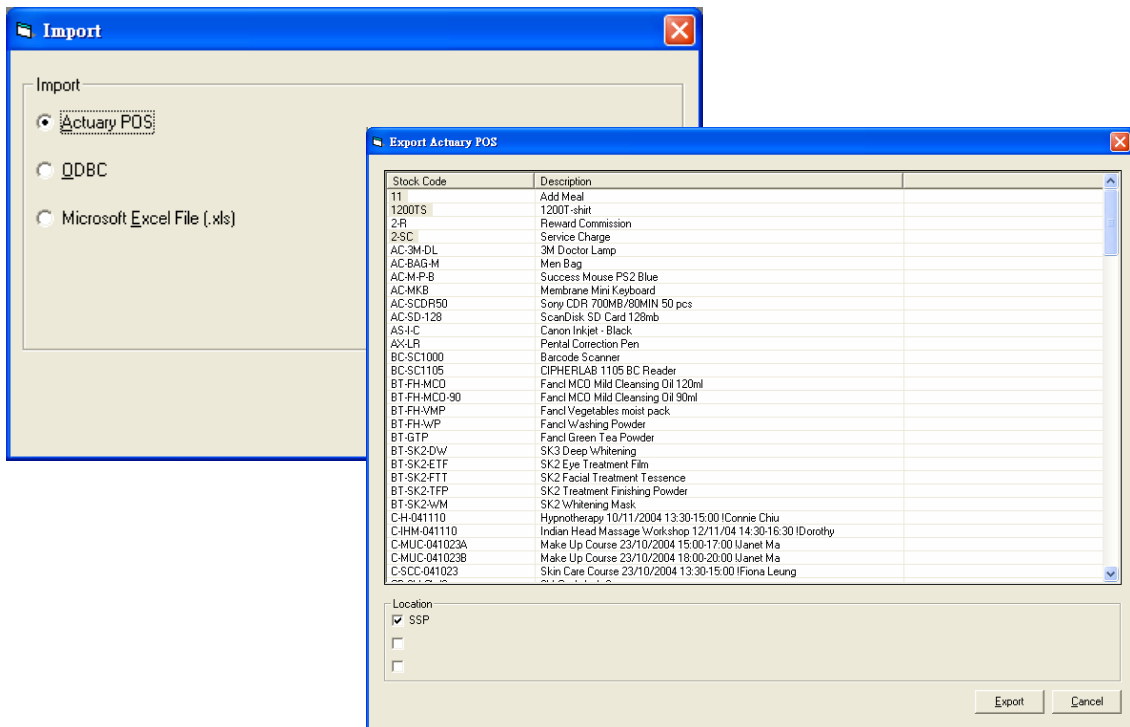 Import
Import
Actuary POS
ODBC
Microsoft Excel File (.xls)
Export Actuary POS
Stock Code Description
11 Add Meal
1200TS 1200T-shirt
2-R Reward Commission
2-SC Service Charge
AC-3M-DL 3M Doctor Lamp
AC-BAG-M Men Bag
AC-M-P-B Success Mouse PS2 Blue
AC-MKB Membrane Mini Keyboard
AC-SCDR50 Sony CDR 700MB/80MIN 50 pcs
AC-SD-128 ScanDisk SD Card 128mb
AS-I-C Canon Inkjet - Black
AX-LR Pental Correction Pen
BC-SC1000 Barcode Scanner
BC-SC1105 CIPHERLAB 1105 BC Reader
BT-FH-MCO Fancl MCO Mild Cleansing Oil 120ml
BT-FH-MCO-90 Fancl MCO Mild Cleansing Oil 90ml
BT-FH-VMP Fancl Vegetables moist pack
BT-FH-WP Fancl Washing Powder
BT-GTP Fancl Green Tea Powder
BT-SK2-DW SK3 Deep Whitening
BT-SK2-ETF SK2 Eye Treatment Film
BT-SK2-FTT SK2 Facial Treatment Tessence
BT-SK2-TFP SK2 Treatment Finishing Powder
BT-SK2-WM SK2 Whitening Mask
C-H-041110 Hypnotherapy 10/11/2004 13:30-15:00 !Connie Chiu
C-IHM-041110 Indian Head Massage Workshop 12/11/04 14:30-16:30 !Dorothy
C-MUC-041023A Make Up Course 23/10/2004 15:00-17:00 !Janet Ma
C-MUC-041023B Make Up Course 23/10/2004 18:00-20:00 !Janet Ma
C-SCC-041023 Skin Care Course 23/10/2004 13:30-15:00 !Fiona Leung
Location
SSP
Export Cancel